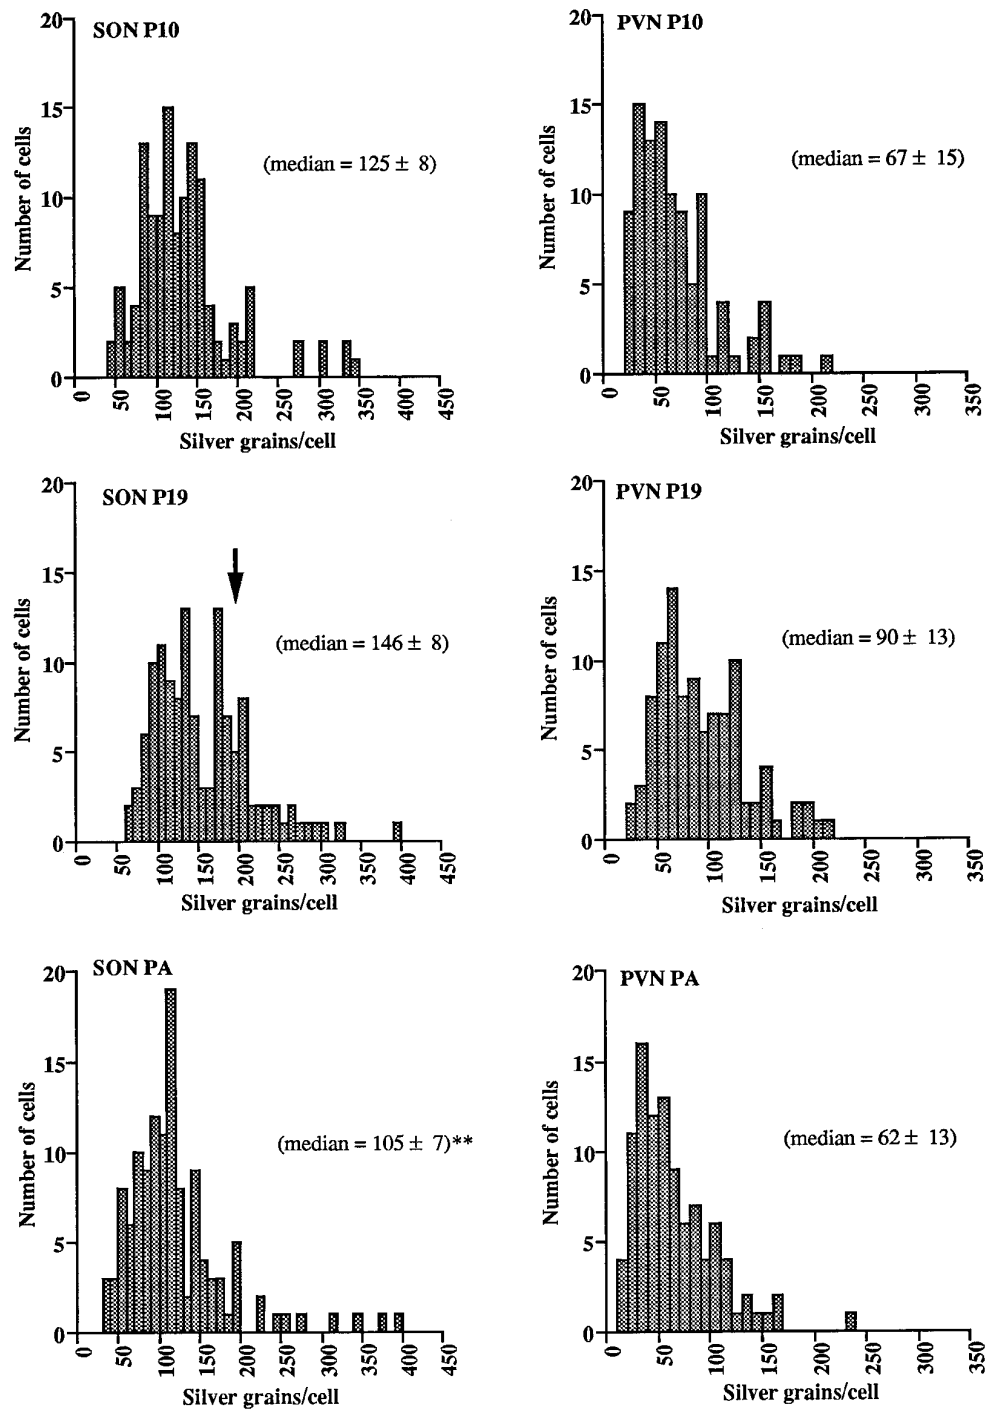 SON P10
(median = 125 ± 8)
Number of cells
20
15
10
5
0
0 50 100 150 200 250 300 350 400 450
Silver grains/cell
PVN P10
(median = 67 ± 15)
Number of cells
20
15
10
5
0
0 50 100 150 200 250 300 350
Silver grains/cell
SON P19
(median = 146 ± 8)
Number of cells
20
15
10
5
0
0 50 100 150 200 250 300 350 400 450
Silver grains/cell
PVN P19
(median = 90 ± 13)
Number of cells
20
15
10
5
0
0 50 100 150 200 250 300 350
Silver grains/cell
SON PA
(median = 105 ± 7)**
Number of cells
20
15
10
5
0
0 50 100 150 200 250 300 350 400 450
Silver grains/cell
PVN PA
(median = 62 ± 13)
Number of cells
20
15
10
5
0
0 50 100 150 200 250 300 350
Silver grains/cell